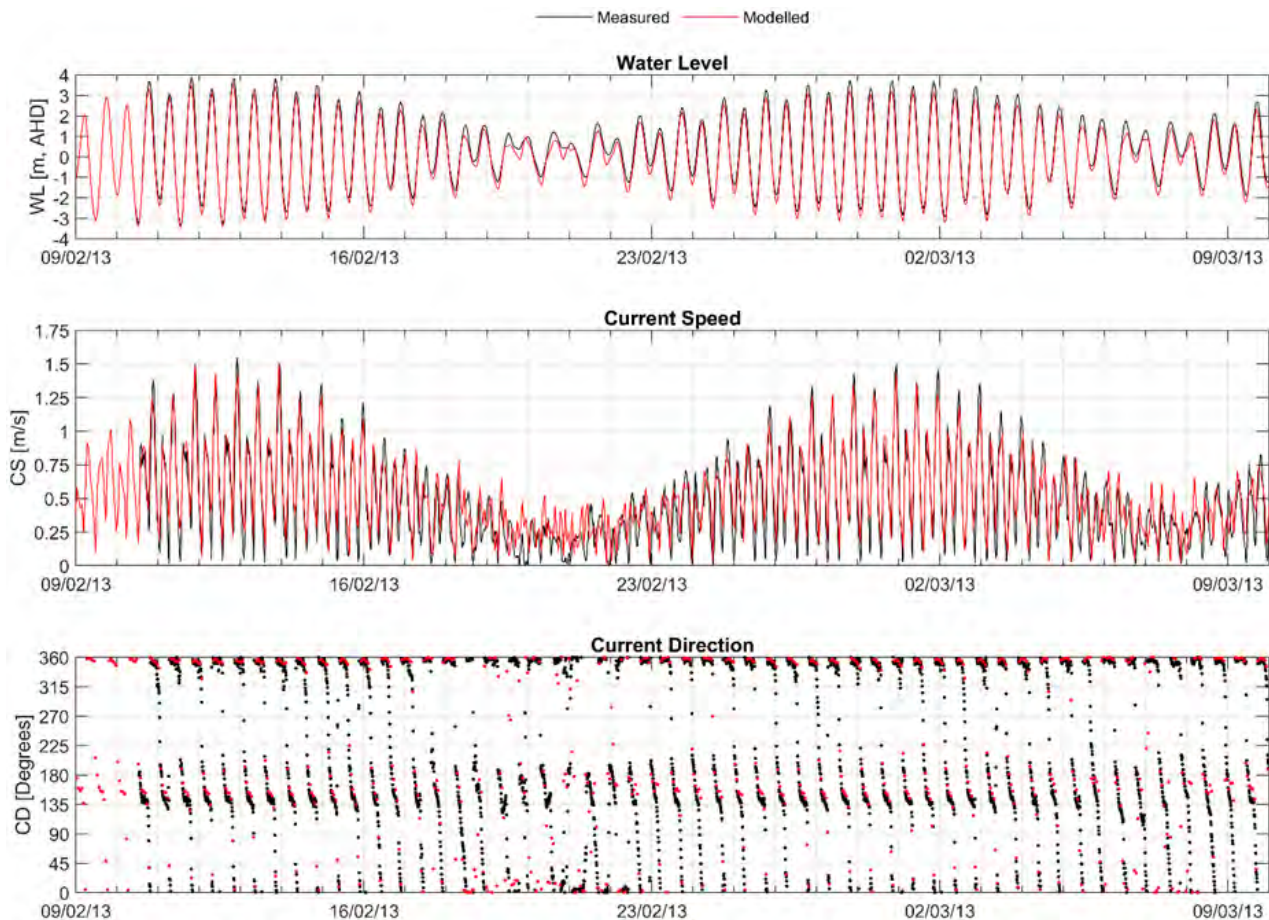 Measured Modelled
Water Level
WL [m, AHD]
4
3
2
1
0
-1
-2
-3
-4
09/02/13 16/02/13 23/02/13 02/03/13 09/03/13
Current Speed
CS [m/s]
1.75
1.5
1.25
1
0.75
0.5
0.25
0
09/02/13 16/02/13 23/02/13 02/03/13 09/03/13
Current Direction
CD [Degrees]
360
315
270
225
180
135
90
45
0
09/02/13 16/02/13 23/02/13 02/03/13 09/03/13